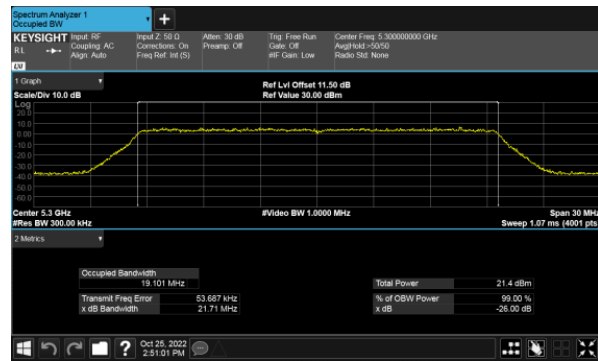 Spectrum Analyzer 1
Occupied BW
KEYSIGHT Input: RF Input Z: 50 Ω Atten: 30 dB Trig: Free Run Center Freq: 5.300000000 GHz
RL Coupling: AC Corrections: On Preamp: Off Gate: Off Avg|Hold:>50/50
Align: Auto Freq Ref: Int (S) #IF Gain: Low Radio Std: None
LW
1 Graph
Ref Lvl Offset 11.50 dB
Scale/Div 10.0 dB Ref Value 30.00 dBm
Log
20.0
10.0
0.00
-10.0
-20.0
-30.0
-40.0
-50.0
-60.0
Center 5.3 GHz #Video BW 1.0000 MHz Span 30 MHz
#Res BW 300.00 kHz Sweep 1.07 ms (4001 pts)
2 Metrics
Occupied Bandwidth
19.101 MHz Total Power 21.4 dBm
Transmit Freq Error 53.687 kHz % of OBW Power 99.00 %
x dB Bandwidth 21.71 MHz x dB -26.00 dB
Oct 25, 2022
2:51:01 PM